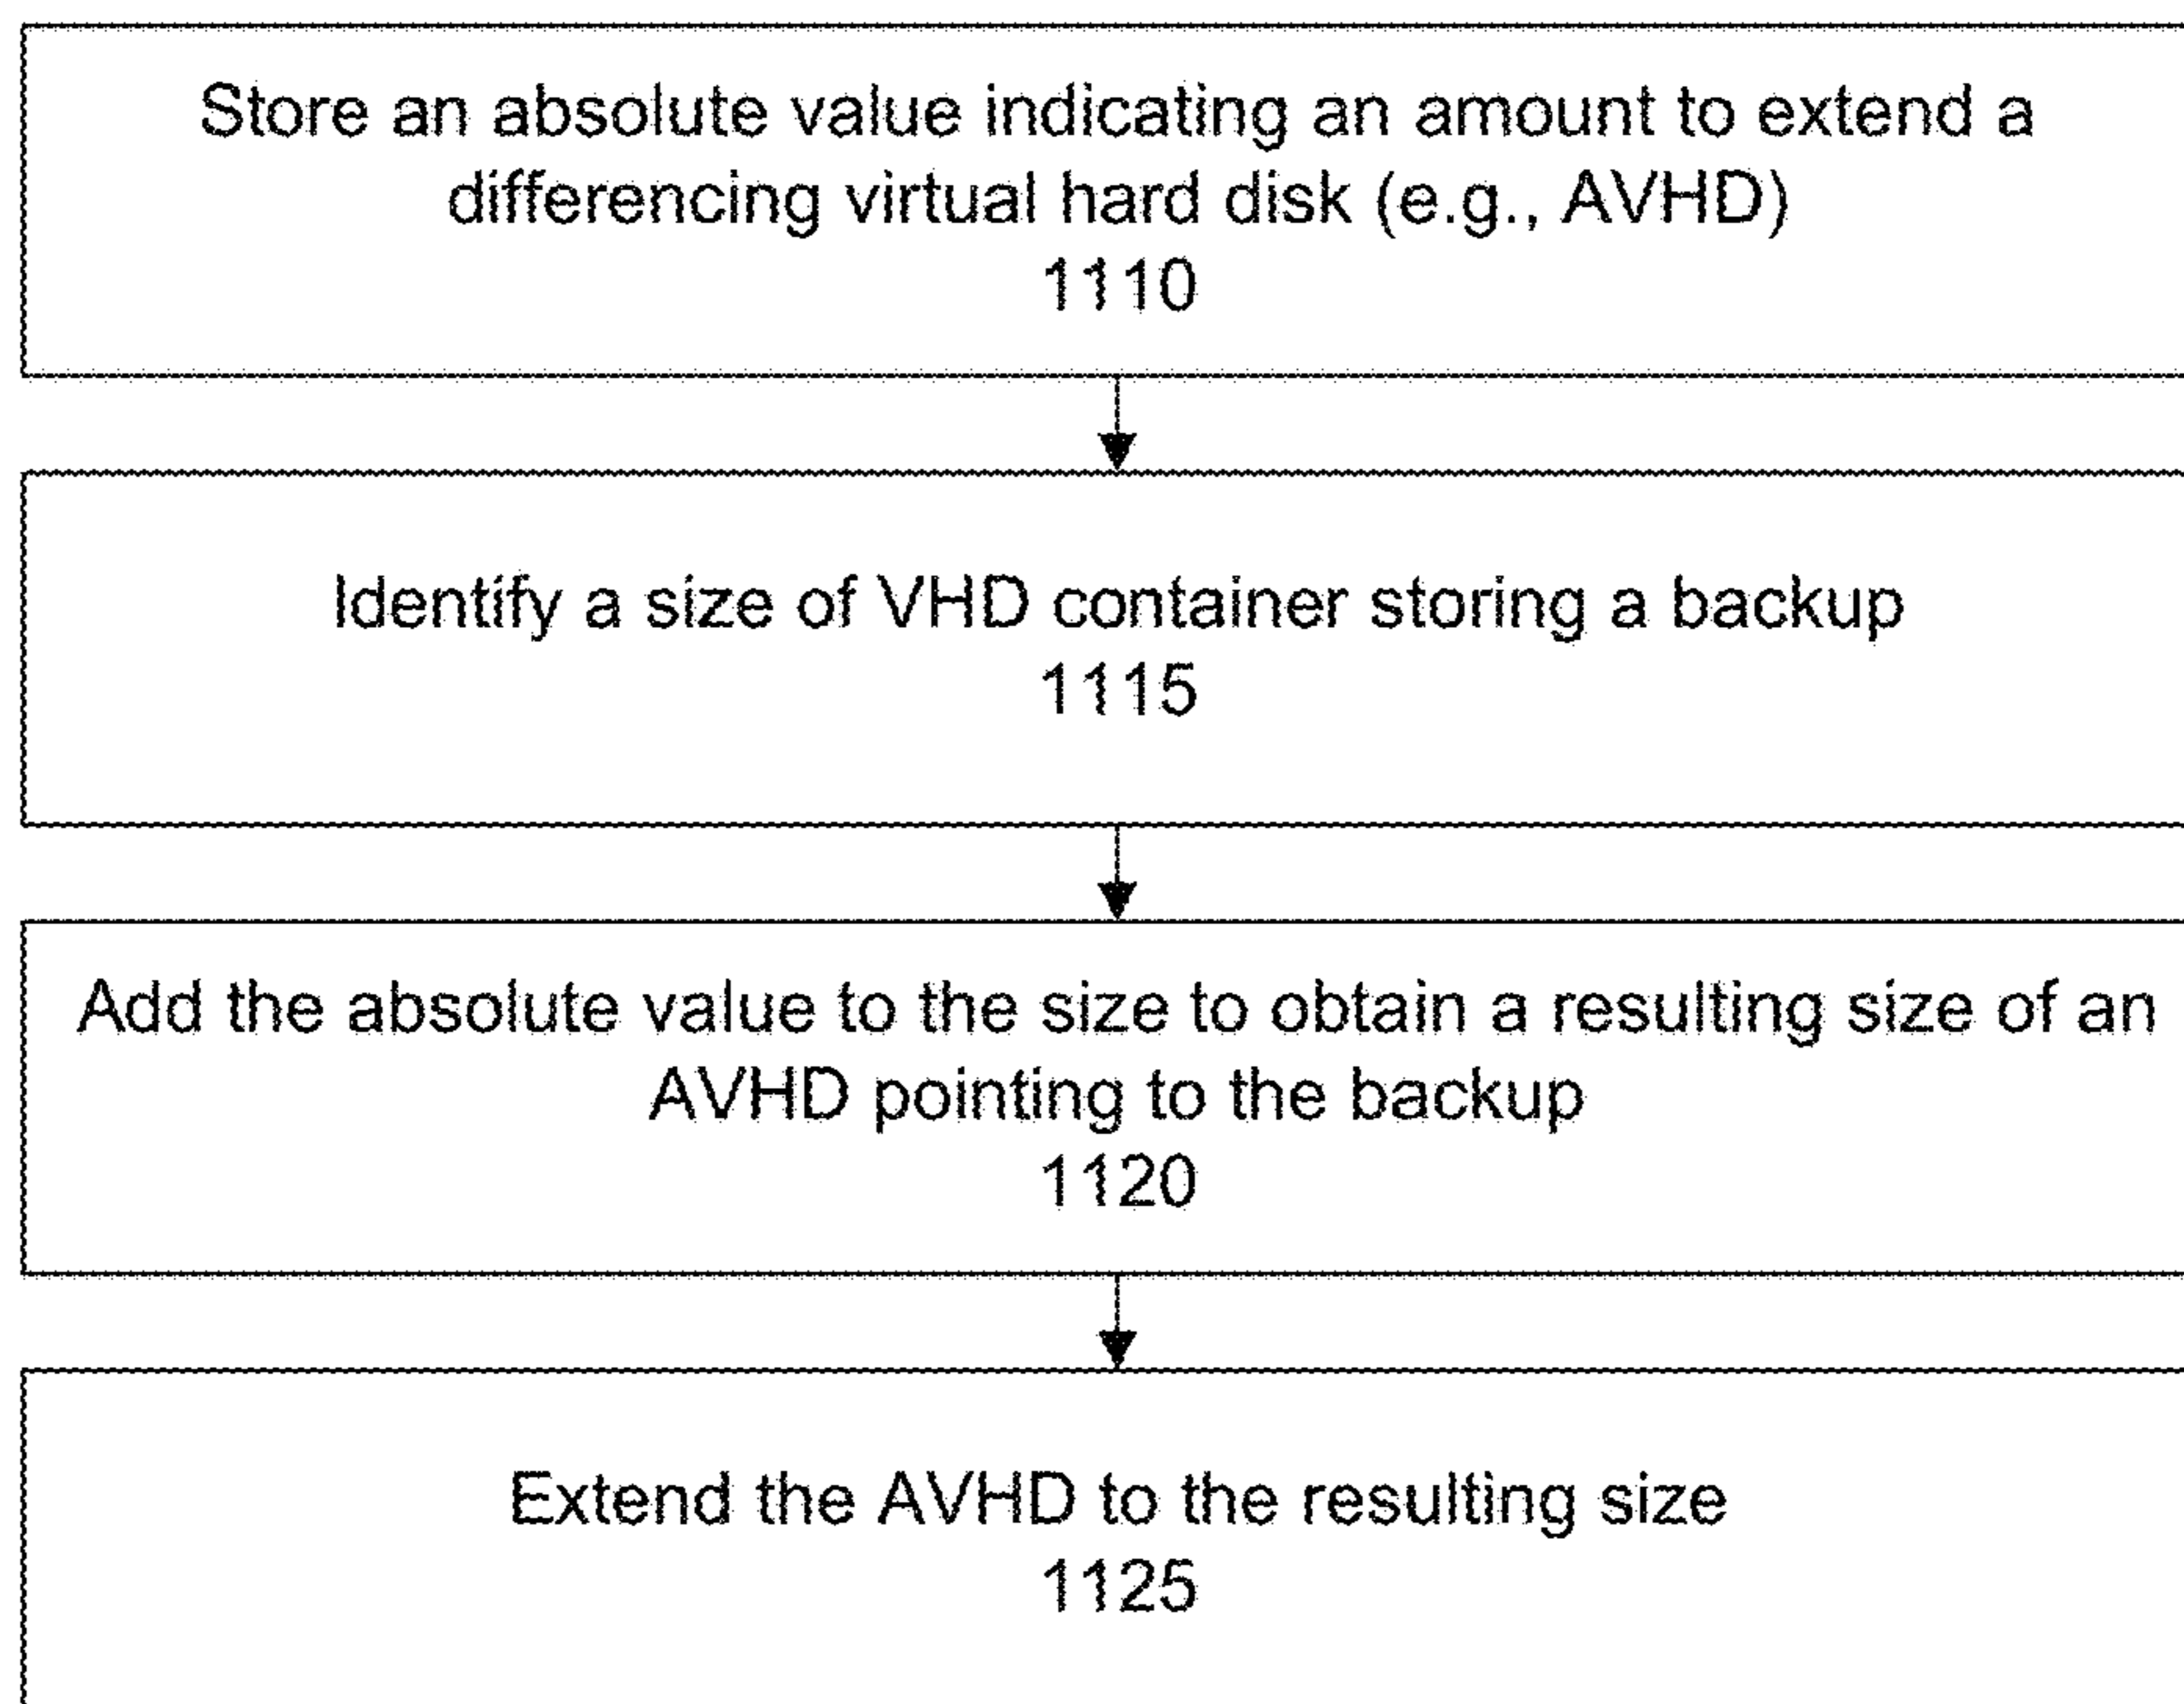 Store an absolute value indicating an amount to extend a
differencing virtual hard disk (e.g., AVHD)
1110
Identify a size of VHD container storing a backup
1115
Add the absolute value to the size to obtain a resulting size of an
AVHD pointing to the backup
1120
Extend the AVHD to the resulting size
1125